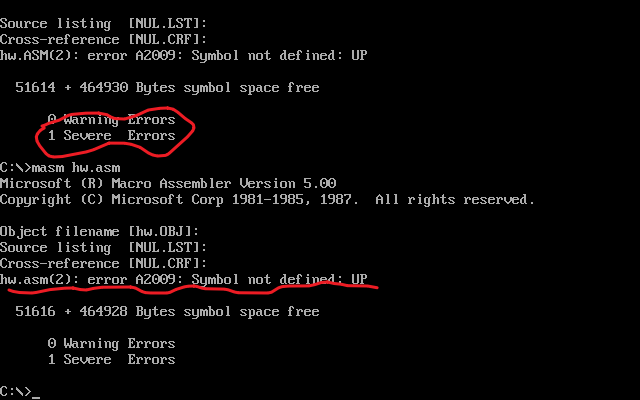 Source listing [NUL.LST]:
Cross-reference [NUL.CRF]:
hw.ASM(2): error A2009: Symbol not defined: UP
51614 + 464930 Bytes symbol space free
0 Warning Errors
1 Severe Errors
C:\>masm hw.asm
Microsoft (R) Macro Assembler Version 5.00
Copyright (C) Microsoft Corp 1981-1985, 1987. All rights reserved.
Object filename [hw.OBJ]:
Source listing [NUL.LST]:
Cross-reference [NUL.CRF]:
hw.asm(2): error A2009: Symbol not defined: UP
51616 + 464928 Bytes symbol space free
0 Warning Errors
1 Severe Errors
C:\>_